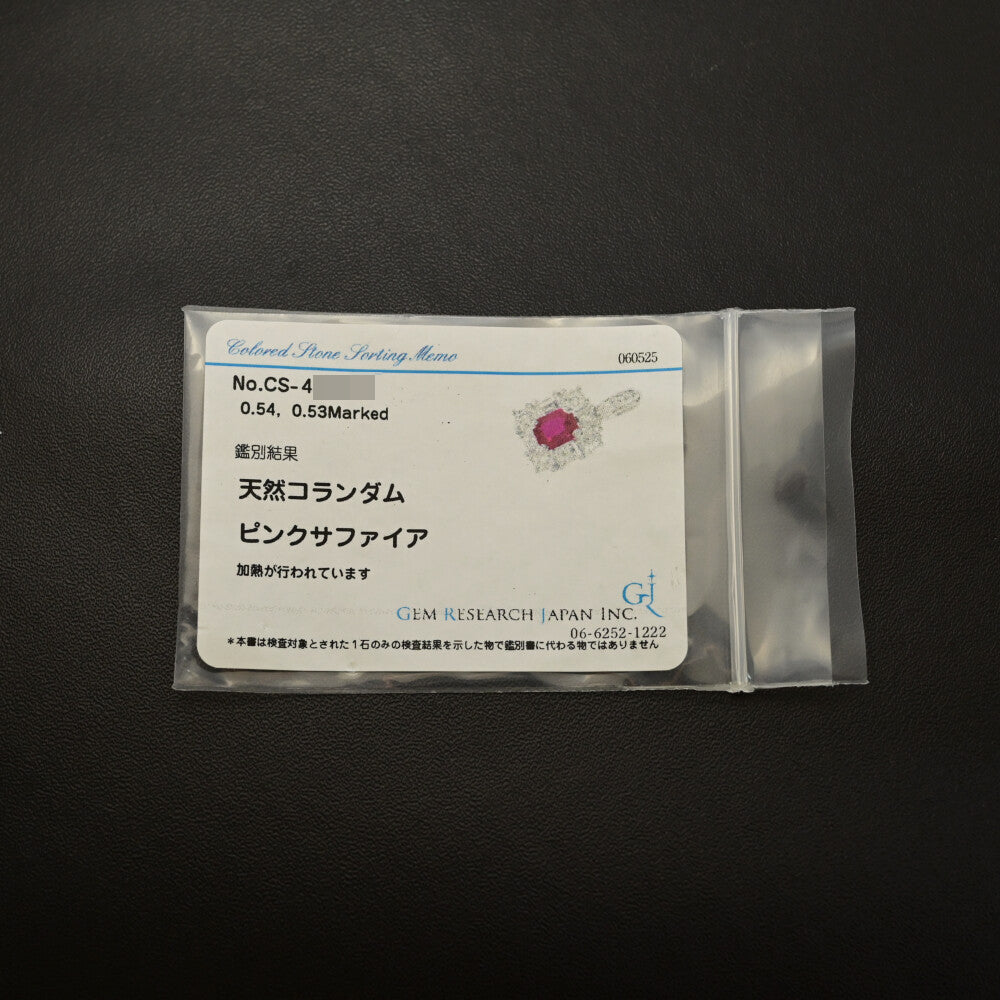 Colored Stone Sorting Memo
060525
No.CS-4
0.54, 0.53Marked
鑑別結果
天然コランダム
ピンクサファイア
加熱が行われています
GJ
GEM RESEARCH JAPAN INC.
06-6252-1222
*本書は検査対象とされた1石のみの検査結果を示した物で鑑別書に代わる物ではありません